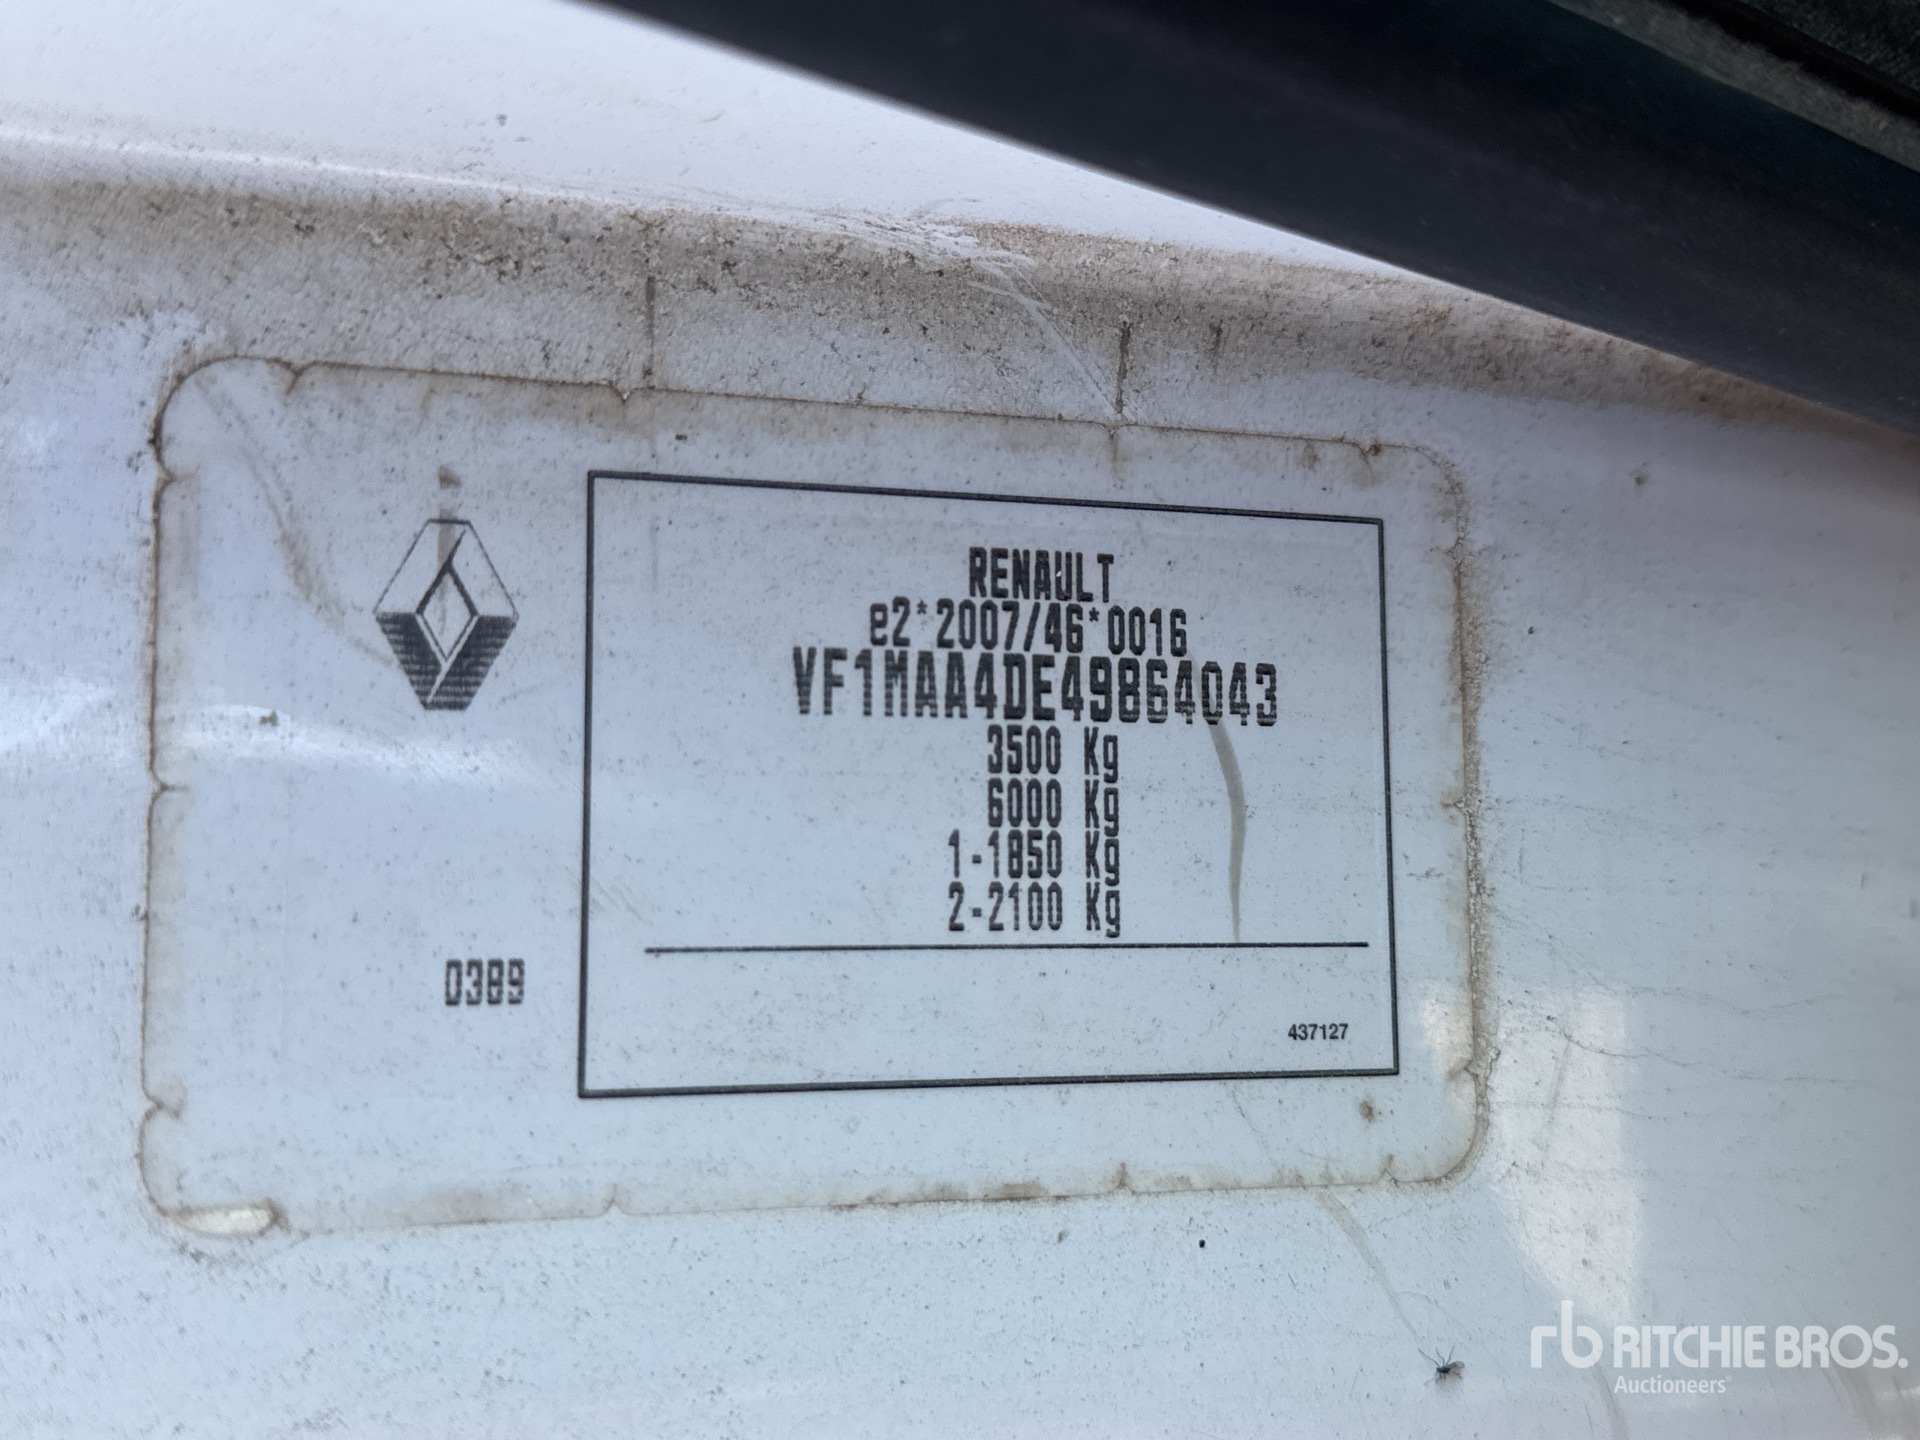 RENAULT
e2*2007/46*0016
VF1MAA4DE49864043
3500 Kg
6000 Kg
1-1850 Kg
2-2100 Kg
0389
437127
rb RITCHIE BROS.
Auctioneers